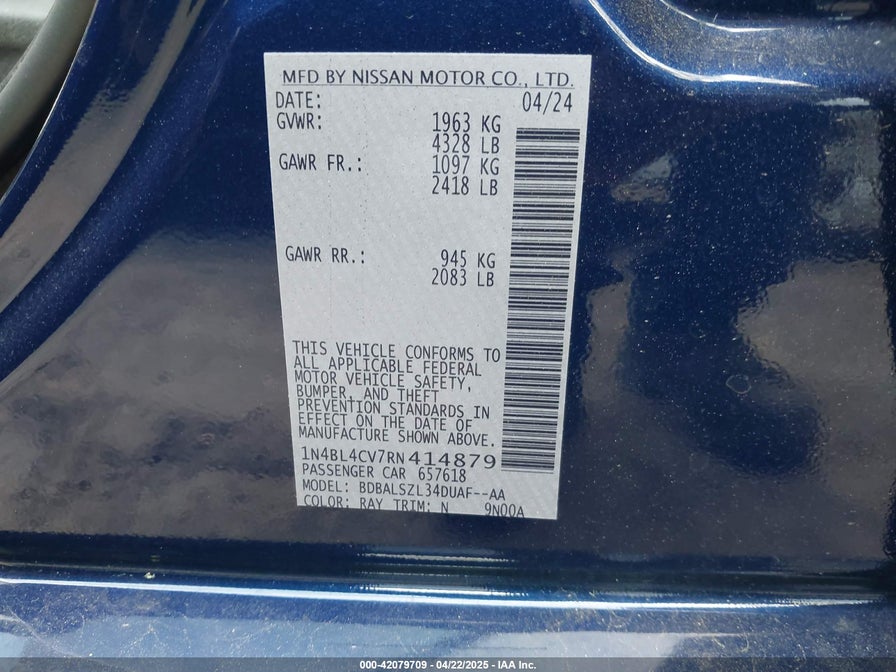 MFD BY NISSAN MOTOR CO., LTD.
DATE: 04/24
GVWR: 1963 KG
4328 LB
GAWR FR.: 1097 KG
2418 LB
GAWR RR.: 945 KG
2083 LB
THIS VEHICLE CONFORMS TO
ALL APPLICABLE FEDERAL
MOTOR VEHICLE SAFETY,
BUMPER, AND THEFT
PREVENTION STANDARDS IN
EFFECT ON THE DATE OF
MANUFACTURE SHOWN ABOVE.
1N4BL4CV7RN414879
PASSENGER CAR 657618
MODEL: BDBALSZL34DUAF--AA
COLOR: RAY TRIM: N 9N00A
000-42079709 - 04/22/2025 - IAA Inc.